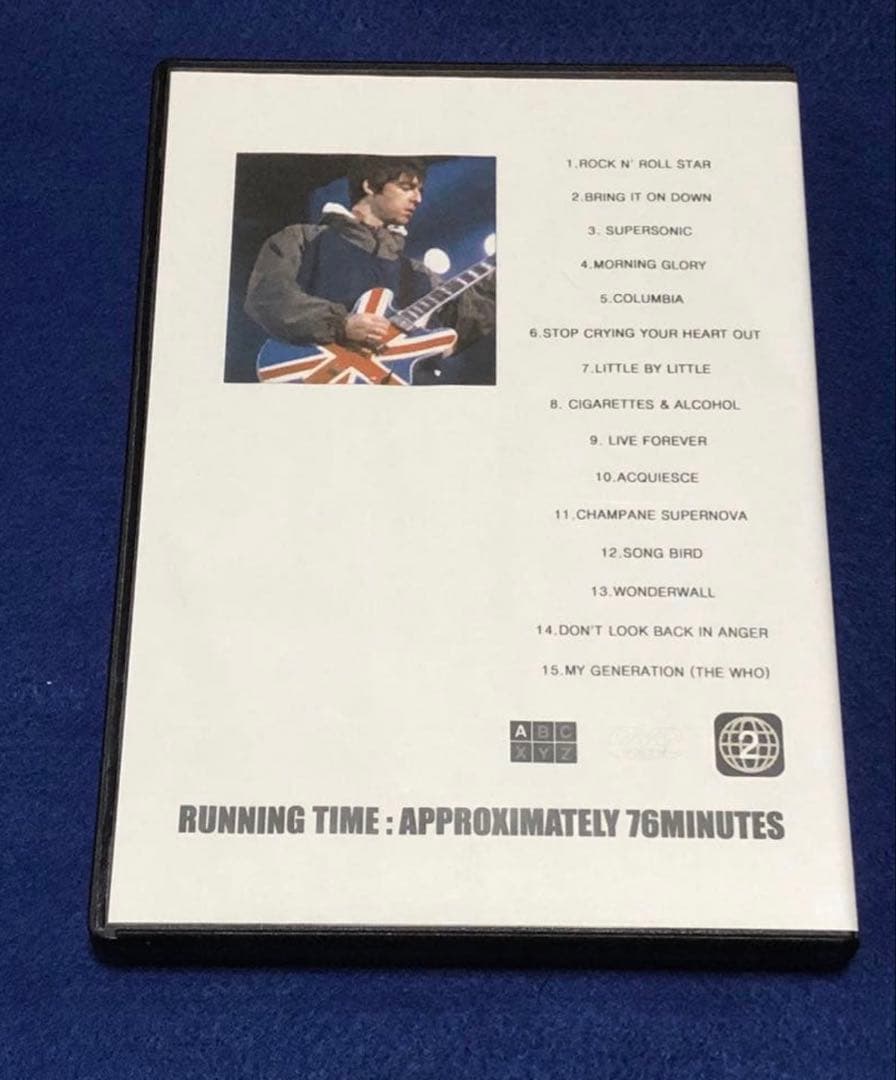 1.ROCK N' ROLL STAR
2.BRING IT ON DOWN
3. SUPERSONIC
4.MORNING GLORY
5.COLUMBIA
6.STOP CRYING YOUR HEART OUT
7.LITTLE BY LITTLE
8. CIGARETTES & ALCOHOL
9. LIVE FOREVER
10.ACQUIESCE
11.CHAMPANE SUPERNOVA
12.SONG BIRD
13.WONDERWALL
14.DON'T LOOK BACK IN ANGER
15.MY GENERATION (THE WHO)
A B C
X Y Z
2
RUNNING TIME : APPROXIMATELY 76MINUTES